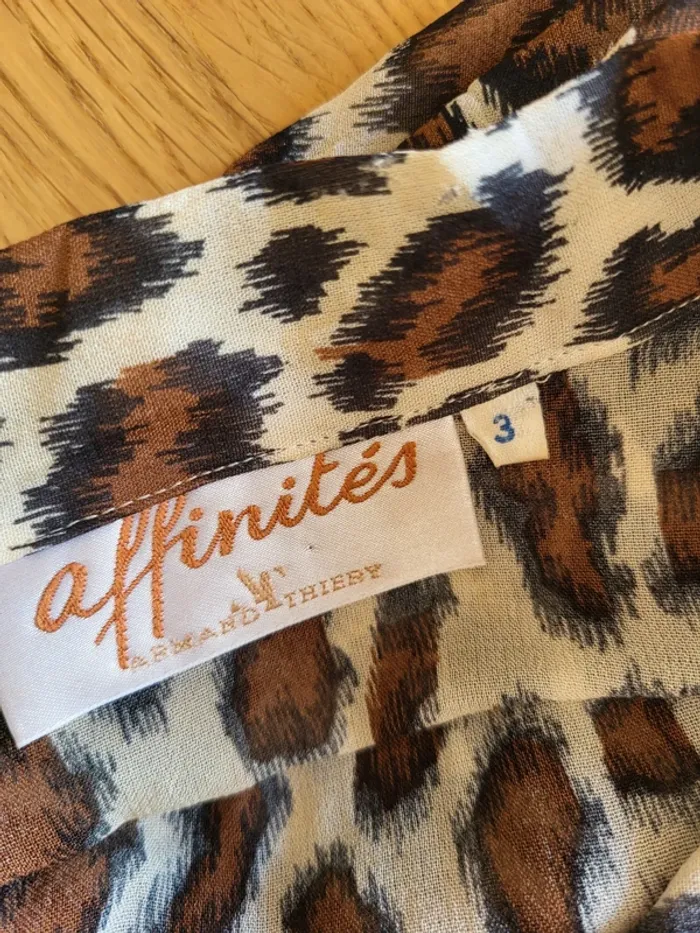 affinités
ARMAND THIERY
3